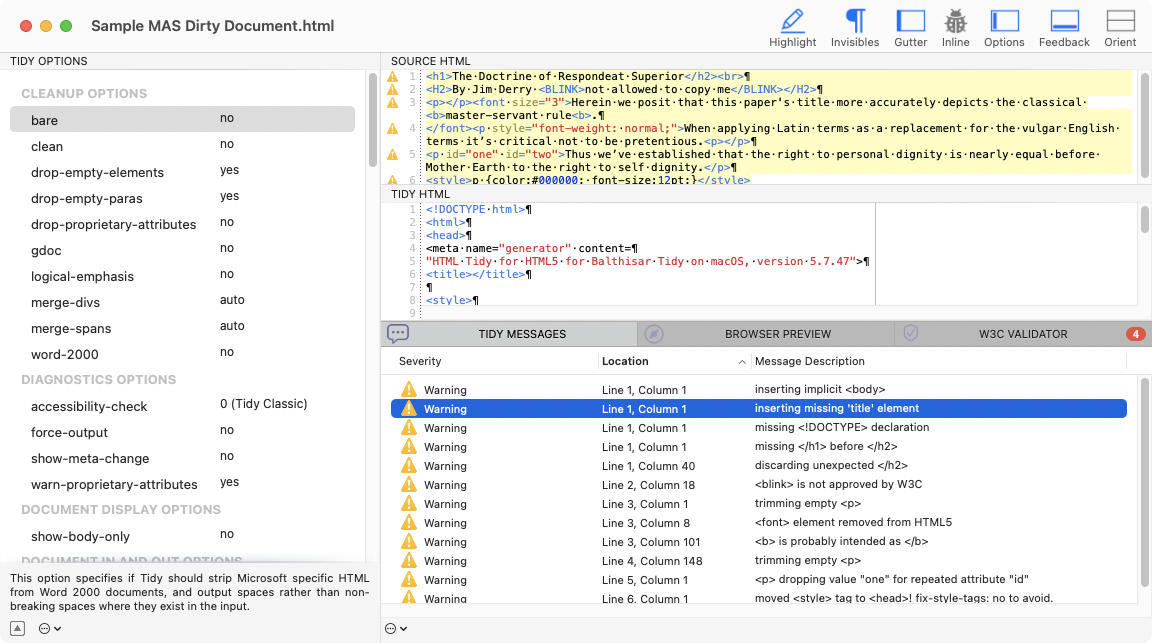 Sample MAS Dirty Document.html
Highlight Invisibles Gutter Inline Options Feedback Orient
TIDY OPTIONS
CLEANUP OPTIONS
bare no
clean no
drop-empty-elements yes
drop-empty-paras yes
drop-proprietary-attributes no
gdoc no
logical-emphasis no
merge-divs auto
merge-spans auto
word-2000 no
DIAGNOSTICS OPTIONS
accessibility-check 0 (Tidy Classic)
force-output no
show-meta-change no
warn-proprietary-attributes yes
DOCUMENT DISPLAY OPTIONS
show-body-only no
DOCUMENT IN AND OUT OPTIONS
This option specifies if Tidy should strip Microsoft specific HTML
from Word 2000 documents, and output spaces rather than non-
breaking spaces where they exist in the input.
SOURCE HTML
1 <h1>The·Doctrine·of·Respondeat·Superior</h2><br>¶
2 <H2>By·Jim·Derry·<BLINK>not·allowed·to·copy·me</BLINK></H2>¶
3 <p></p><font·size="3">Herein·we·posit·that·this·paper's·title·more·accurately·depicts·the·classical·
<b>master-servant·rule<b>.¶
4 </font><p·style="font-weight:·normal;">When·applying·Latin·terms·as·a·replacement·for·the·vulgar·English·
terms·it’s·critical·not·to·be·pretentious.<p></p>¶
5 <p·id="one"·id="two">Thus·we’ve·established·that·the·right·to·personal·dignity·is·nearly·equal·before·
Mother·Earth·to·the·right·to·self·dignity.</p>¶
6 <style>p·{color:#000000;·font-size:12pt;}</style>
TIDY HTML
1 <!DOCTYPE·html>¶
2 <html>¶
3 <head>¶
4 <meta·name="generator"·content=¶
5 "HTML·Tidy·for·HTML5·for·Balthisar·Tidy·on·macOS,·version·5.7.47">¶
6 <title></title>¶
7 ¶
8 <style>¶
9
TIDY MESSAGES BROWSER PREVIEW W3C VALIDATOR 4
Severity Location Message Description
Warning Line 1, Column 1 inserting implicit <body>
Warning Line 1, Column 1 inserting missing 'title' element
Warning Line 1, Column 1 missing <!DOCTYPE> declaration
Warning Line 1, Column 1 missing </h1> before </h2>
Warning Line 1, Column 40 discarding unexpected </h2>
Warning Line 2, Column 18 <blink> is not approved by W3C
Warning Line 3, Column 1 trimming empty <p>
Warning Line 3, Column 8 <font> element removed from HTML5
Warning Line 3, Column 101 <b> is probably intended as </b>
Warning Line 4, Column 148 trimming empty <p>
Warning Line 5, Column 1 <p> dropping value "one" for repeated attribute "id"
Warning Line 6, Column 1 moved <style> tag to <head>! fix-style-tags: no to avoid.